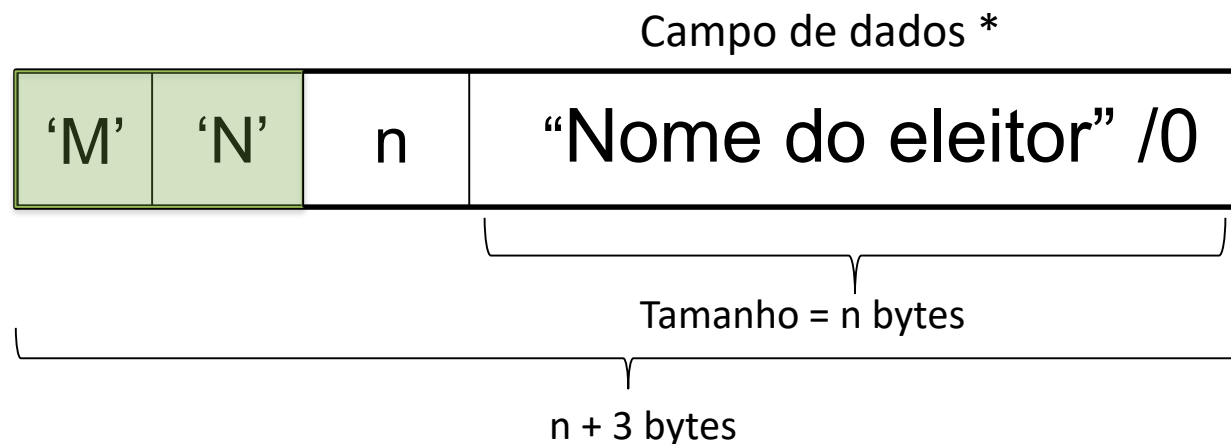 Campo de dados *
‘M’ ‘N’ n “Nome do eleitor” /0
Tamanho = n bytes
n + 3 bytes